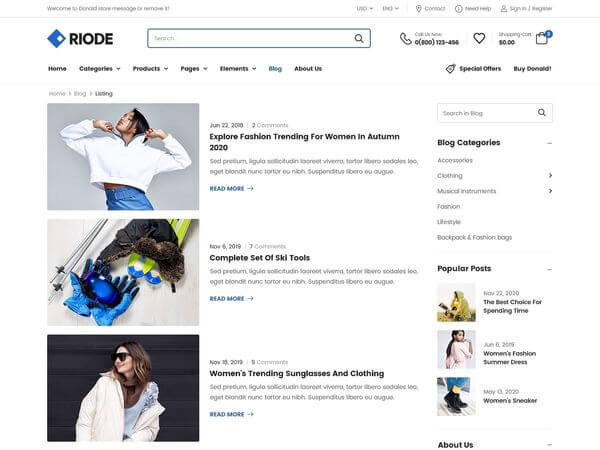 Welcome to Donald store message or remove it!
USD
ENG
Contact
Need Help
Sign in / Register
RIODE
Search...
Call Us Now:
0(800) 123-456
Shopping Cart:
$0.00
3
Home
Categories
Products
Pages
Elements
Blog
About Us
Special Offers
Buy Donald!
Home > Blog > Listing
Jun 22, 2018 | 2 Comments
Explore Fashion Trending For Women In Autumn
2020
Sed pretium, ligula sollicitudin laoreet viverra, tortor libero sodales leo,
eget blandit nunc tortor eu nibh. Suspenditus eu augue.
READ MORE
Nov 6, 2019 | 7 Comments
Complete Set Of Ski Tools
Sed pretium, ligula sollicitudin laoreet viverra, tortor libero sodales leo,
eget blandit nunc tortor eu nibh. Suspenditus eu augue.
READ MORE
Nov 18, 2019 | 5 Comments
Women's Trending Sunglasses And Clothing
Sed pretium, ligula sollicitudin laoreet viverra, tortor libero sodales leo,
eget blandit nunc tortor eu nibh. Suspenditus eu augue.
READ MORE
Search in Blog
Blog Categories
Accessories
Clothing
Musical Instruments
Fashion
Lifestyle
Backpack & Fashion bags
Popular Posts
Nov 22, 2020
The Best Choice For
Spending Time
Jun 6, 2019
Women's Fashion
Summer Dress
May 13, 2020
Women's Sneaker
About Us